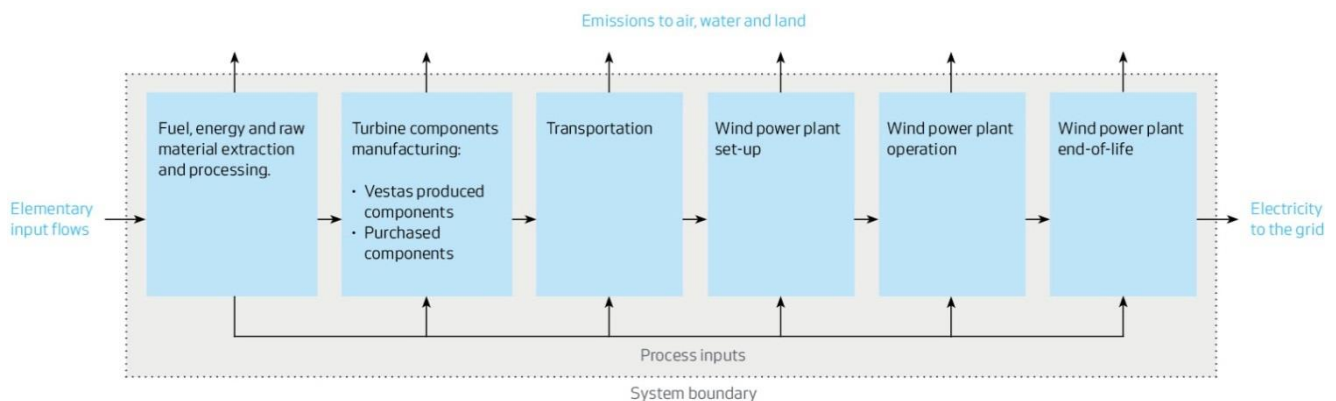 Emissions to air, water and land
Fuel, energy and raw
material extraction
and processing.
Turbine components
manufacturing:
• Vestas produced
components
• Purchased
components
Transportation
Wind power plant
set-up
Wind power plant
operation
Wind power plant
end-of-life
Elementary
input flows
Electricity
to the grid
Process inputs
System boundary